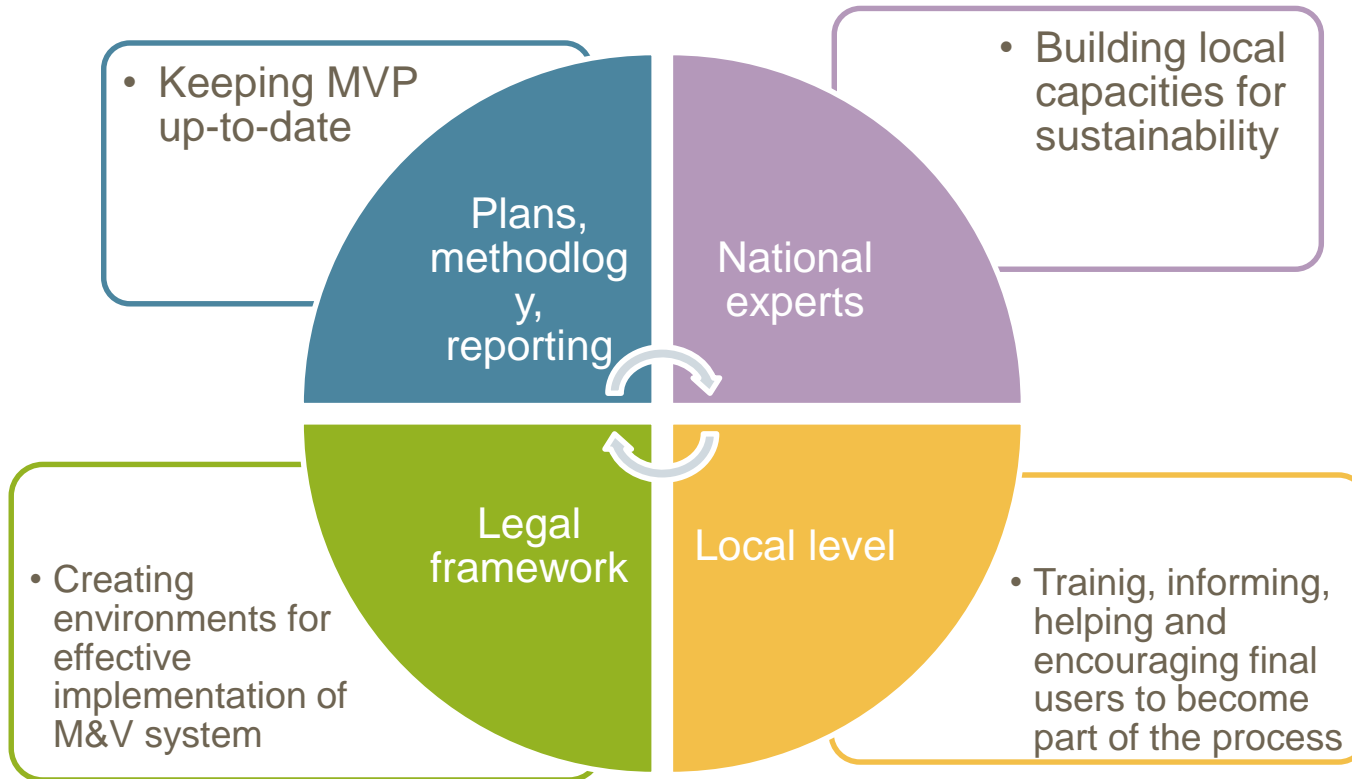 • Keeping MVP
up-to-date
• Building local
capacities for
sustainability
Plans,
methodlog
y,
reporting
National
experts
Legal
framework
Local level
• Creating
environments for
effective
implementation of
M&V system
• Trainig, informing,
helping and
encouraging final
users to become
part of the process